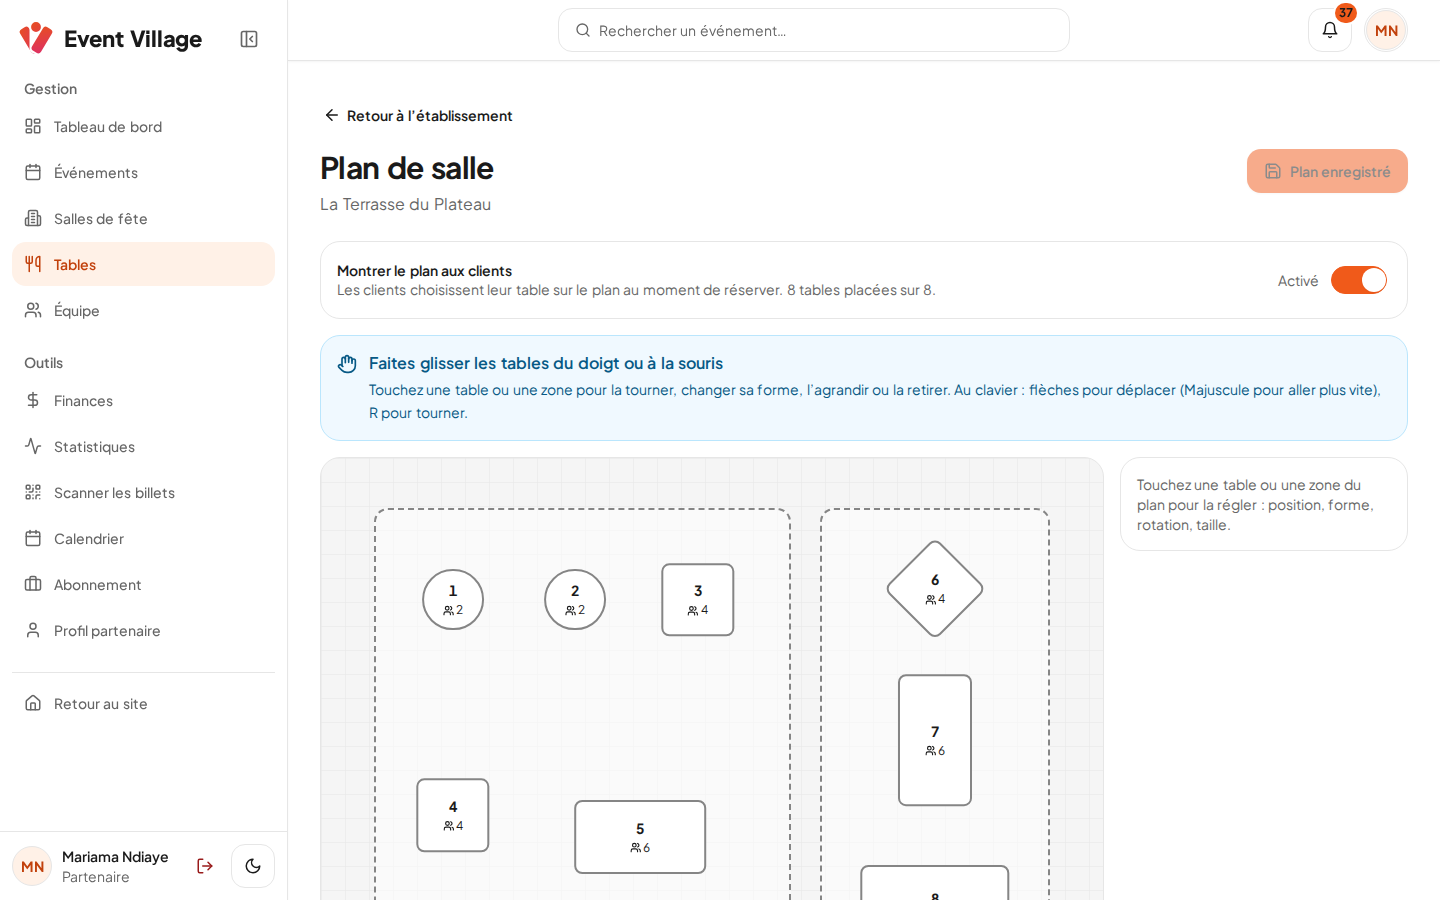 Event Village
Gestion
Tableau de bord
Événements
Salles de fête
Tables
Équipe
Outils
Finances
Statistiques
Scanner les billets
Calendrier
Abonnement
Profil partenaire
Retour au site
MN
Mariama Ndiaye
Partenaire
Rechercher un événement...
37
MN
Retour à l'établissement
Plan de salle
La Terrasse du Plateau
Plan enregistré
Montrer le plan aux clients
Les clients choisissent leur table sur le plan au moment de réserver. 8 tables placées sur 8.
Activé
Faites glisser les tables du doigt ou à la souris
Touchez une table ou une zone pour la tourner, changer sa forme, l'agrandir ou la retirer. Au clavier : flèches pour déplacer (Majuscule pour aller plus vite),
R pour tourner.
1
2
2
2
3
4
6
4
7
6
4
4
5
6
8
Touchez une table ou une zone du
plan pour la régler : position, forme,
rotation, taille.